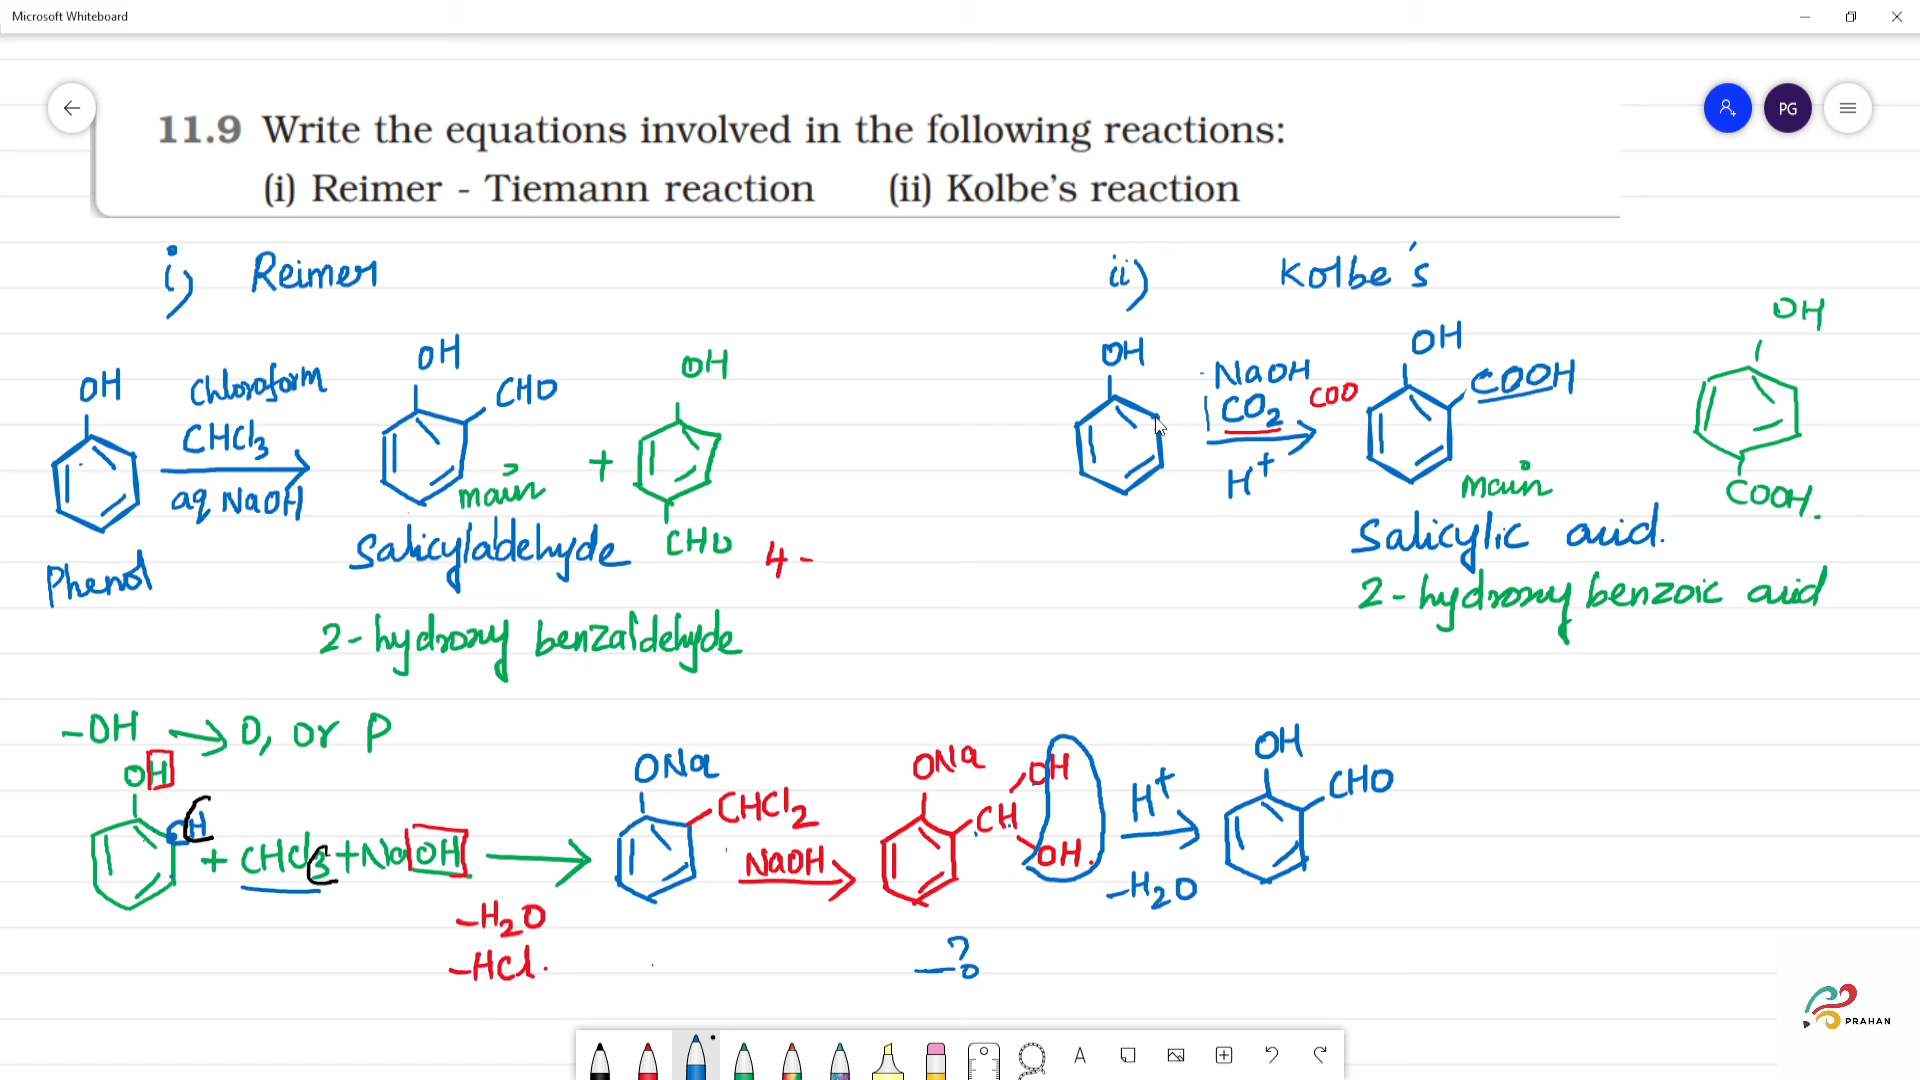 Microsoft Whiteboard
PG
11.9 Write the equations involved in the following reactions:
(i) Reimer - Tiemann reaction (ii) Kolbe's reaction
i) Reimer
OH
Chloroform
CHCl3
aq NaOH
Phenol
OH
CHO
main
Salicyladehyde
2-hydroxy benzaldehyde
+
OH
CHO
4 -
ii) Kolbe's
OH
NaOH
CO2
COO
H+
OH
COOH
main
Salicylic acid.
2-hydroxy benzoic acid
OH
COOH.
-OH → O, or P
OH
H
+ CHCl3 + NaOH
-H2O
-HCl.
ONa
CHCl2
NaOH
ONa
OH
CH
OH.
?
H+
-H2O
OH
CHO
A
PRAHAN